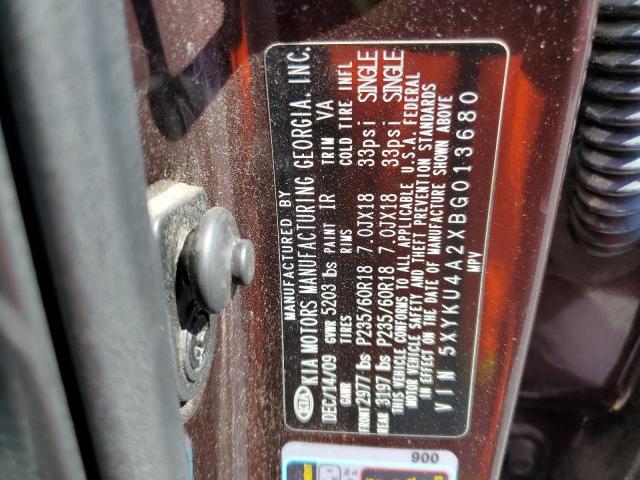 MANUFACTURED BY
KIA KIA MOTORS MANUFACTURING GEORGIA, INC.
DEC/14/09 GVWR 5203 lbs PAINT IR TRIM VA
GAWR TIRES RIMS COLD TIRE INFL
FRONT 2977 lbs P235/60R18 7.0JX18 33psi SINGLE
REAR 3197 lbs P235/60R18 7.0JX18 33psi SINGLE
THIS VEHICLE CONFORMS TO ALL APPLICABLE U.S.A. FEDERAL
MOTOR VEHICLE SAFETY AND THEFT PREVENTION STANDARDS
IN EFFECT ON THE DATE OF MANUFACTURE SHOWN ABOVE
VIN 5XYKU4A2XBG013680
MPV
900